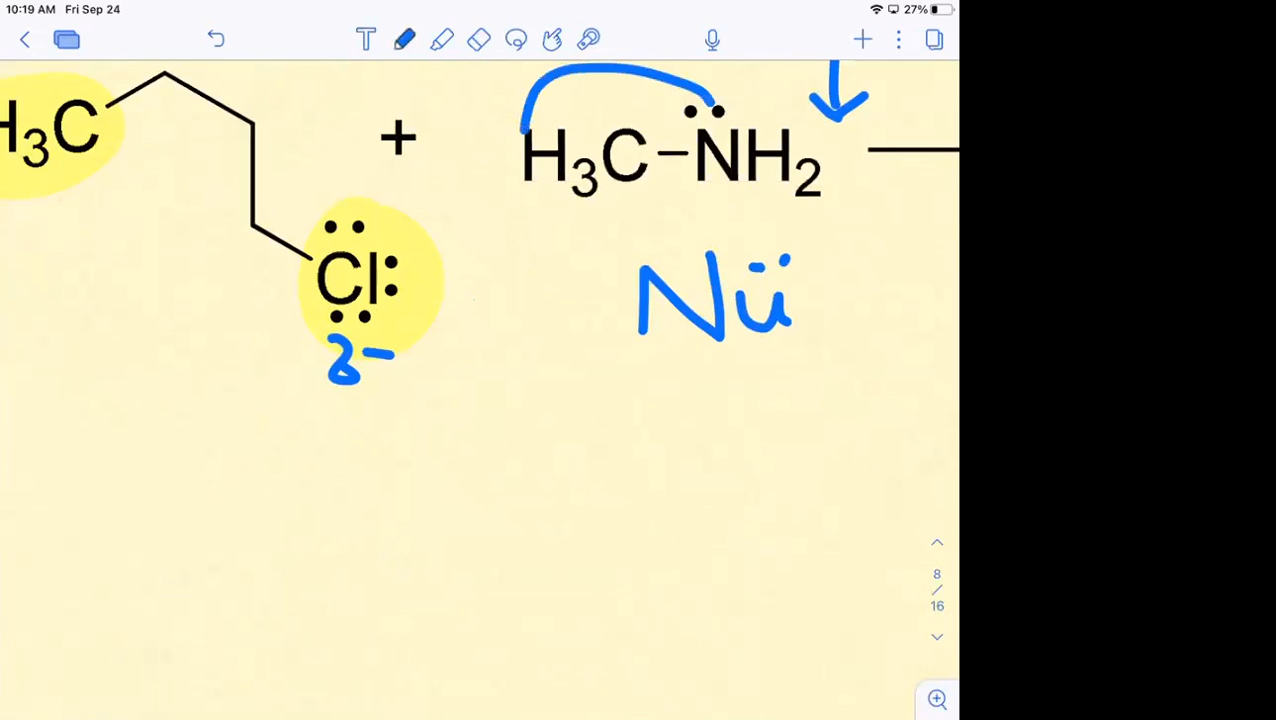 10:19 AM Fri Sep 24
27%
T
H₃C
+
H₃C–NH₂
Cl
Nü
δ−
8
/
16